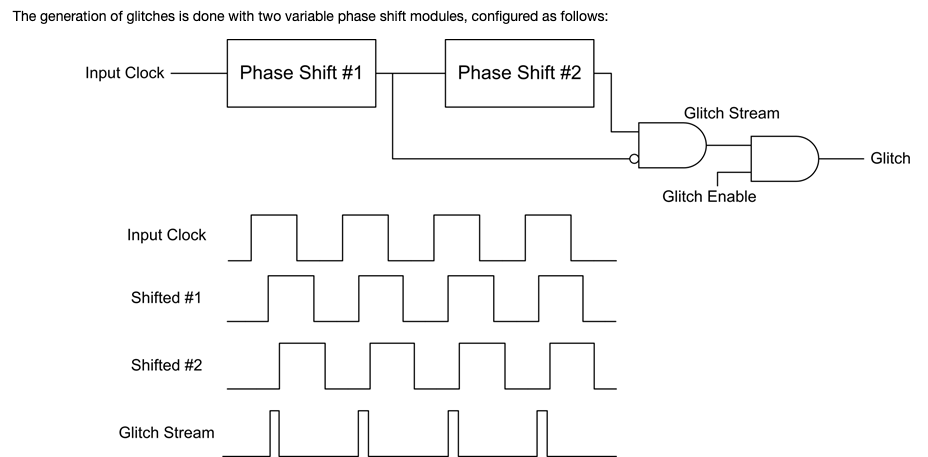 The generation of glitches is done with two variable phase shift modules, configured as follows:
Input Clock
Phase Shift #1
Phase Shift #2
Glitch Stream
Glitch
Glitch Enable
Input Clock
Shifted #1
Shifted #2
Glitch Stream